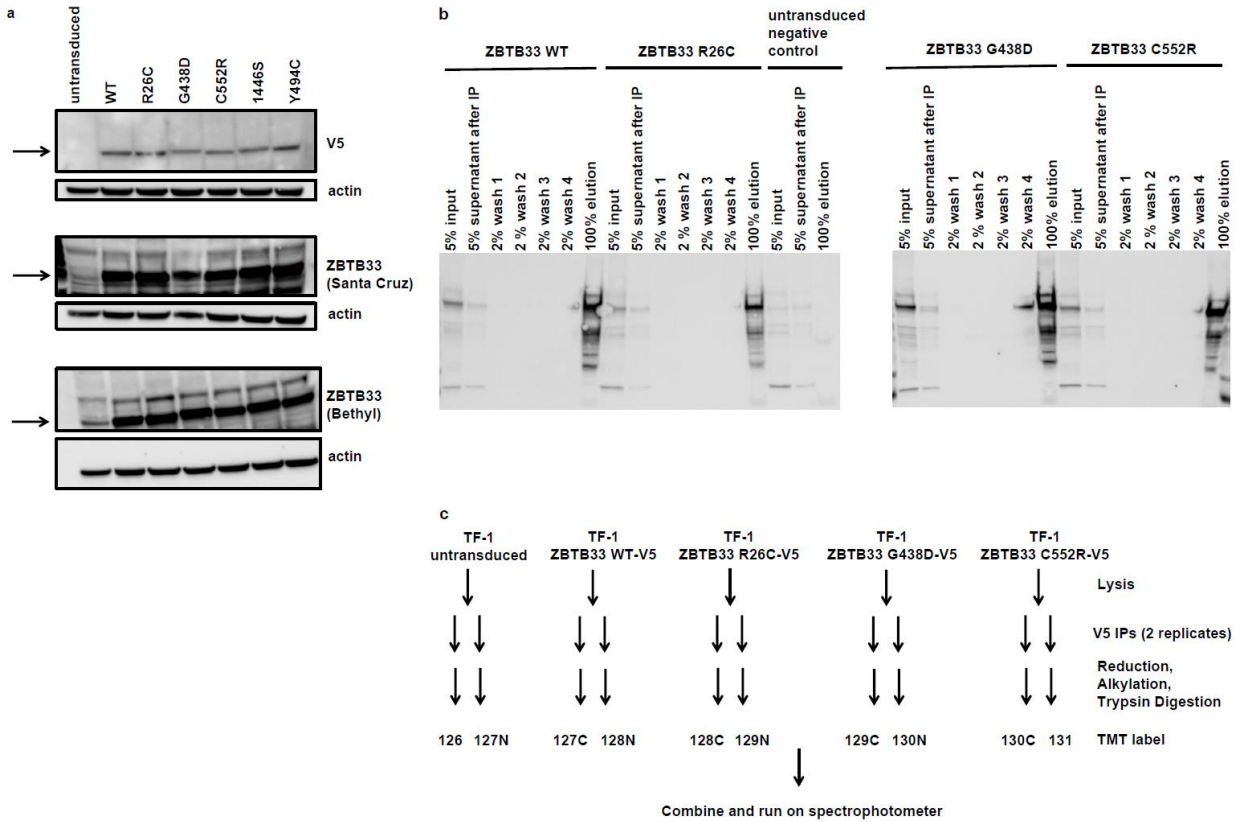 a
untransduced
WT
R26C
G438D
C552R
1446S
Y494C
V5
actin
ZBTB33
(Santa Cruz)
actin
ZBTB33
(Bethyl)
actin
b
ZBTB33 WT
ZBTB33 R26C
untransduced
negative
control
ZBTB33 G438D
ZBTB33 C552R
5% input
5% supernatant after IP
2% wash 1
2 % wash 2
2% wash 3
2% wash 4
100% elution
5% input
5% supernatant after IP
2% wash 1
2 % wash 2
2% wash 3
2% wash 4
100% elution
5% input
5% supernatant after IP
100% elution
5% input
5% supernatant after IP
2% wash 1
2 % wash 2
2% wash 3
2% wash 4
100% elution
5% input
5% supernatant after IP
2% wash 1
2 % wash 2
2% wash 3
2% wash 4
100% elution
c
TF-1
untransduced
TF-1
ZBTB33 WT-V5
TF-1
ZBTB33 R26C-V5
TF-1
ZBTB33 G438D-V5
TF-1
ZBTB33 C552R-V5
Lysis
V5 IPs (2 replicates)
Reduction,
Alkylation,
Trypsin Digestion
126 127N 127C 128N 128C 129N 129C 130N 130C 131 TMT label
Combine and run on spectrophotometer